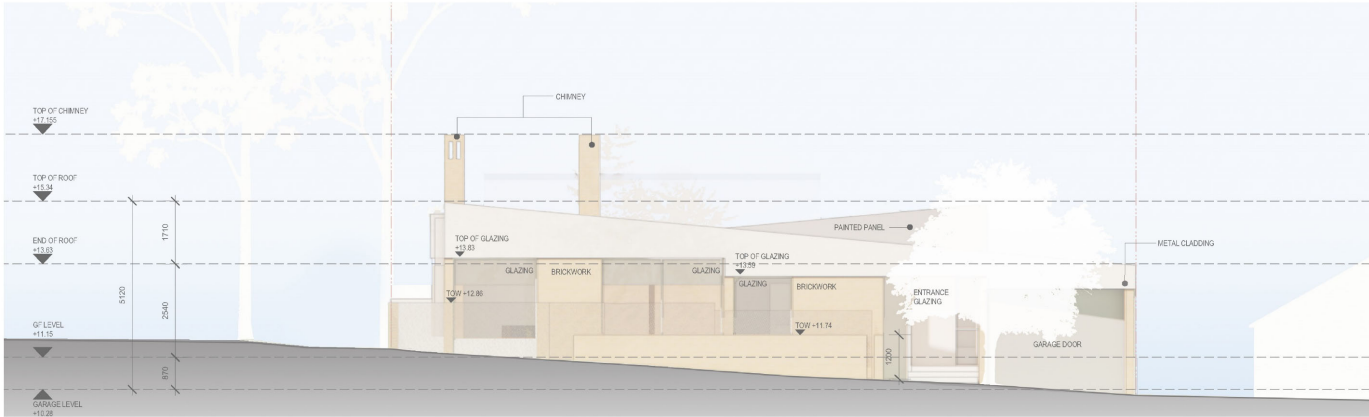 CHIMNEY
TOP OF CHIMNEY
+17.155
TOP OF ROOF
+15.34
1710
PAINTED PANEL
END OF ROOF
+13.63
TOP OF GLAZING
+13.83
METAL CLADDING
TOP OF GLAZING
+13.59
GLAZING
BRICKWORK
GLAZING
GLAZING
BRICKWORK
ENTRANCE
GLAZING
TOW +12.86
5120
2540
GF LEVEL
+11.15
TOW +11.74
GARAGE DOOR
1200
870
GARAGE LEVEL
+10.28